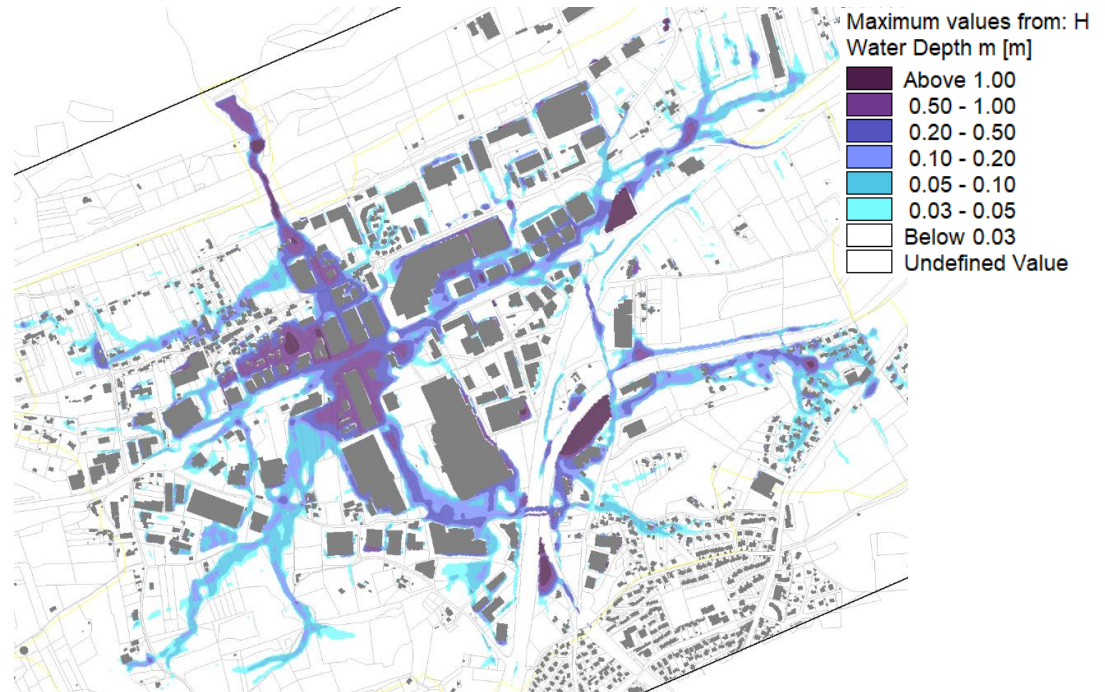 Maximum values from: H
Water Depth m [m]
Above 1.00
0.50 - 1.00
0.20 - 0.50
0.10 - 0.20
0.05 - 0.10
0.03 - 0.05
Below 0.03
Undefined Value